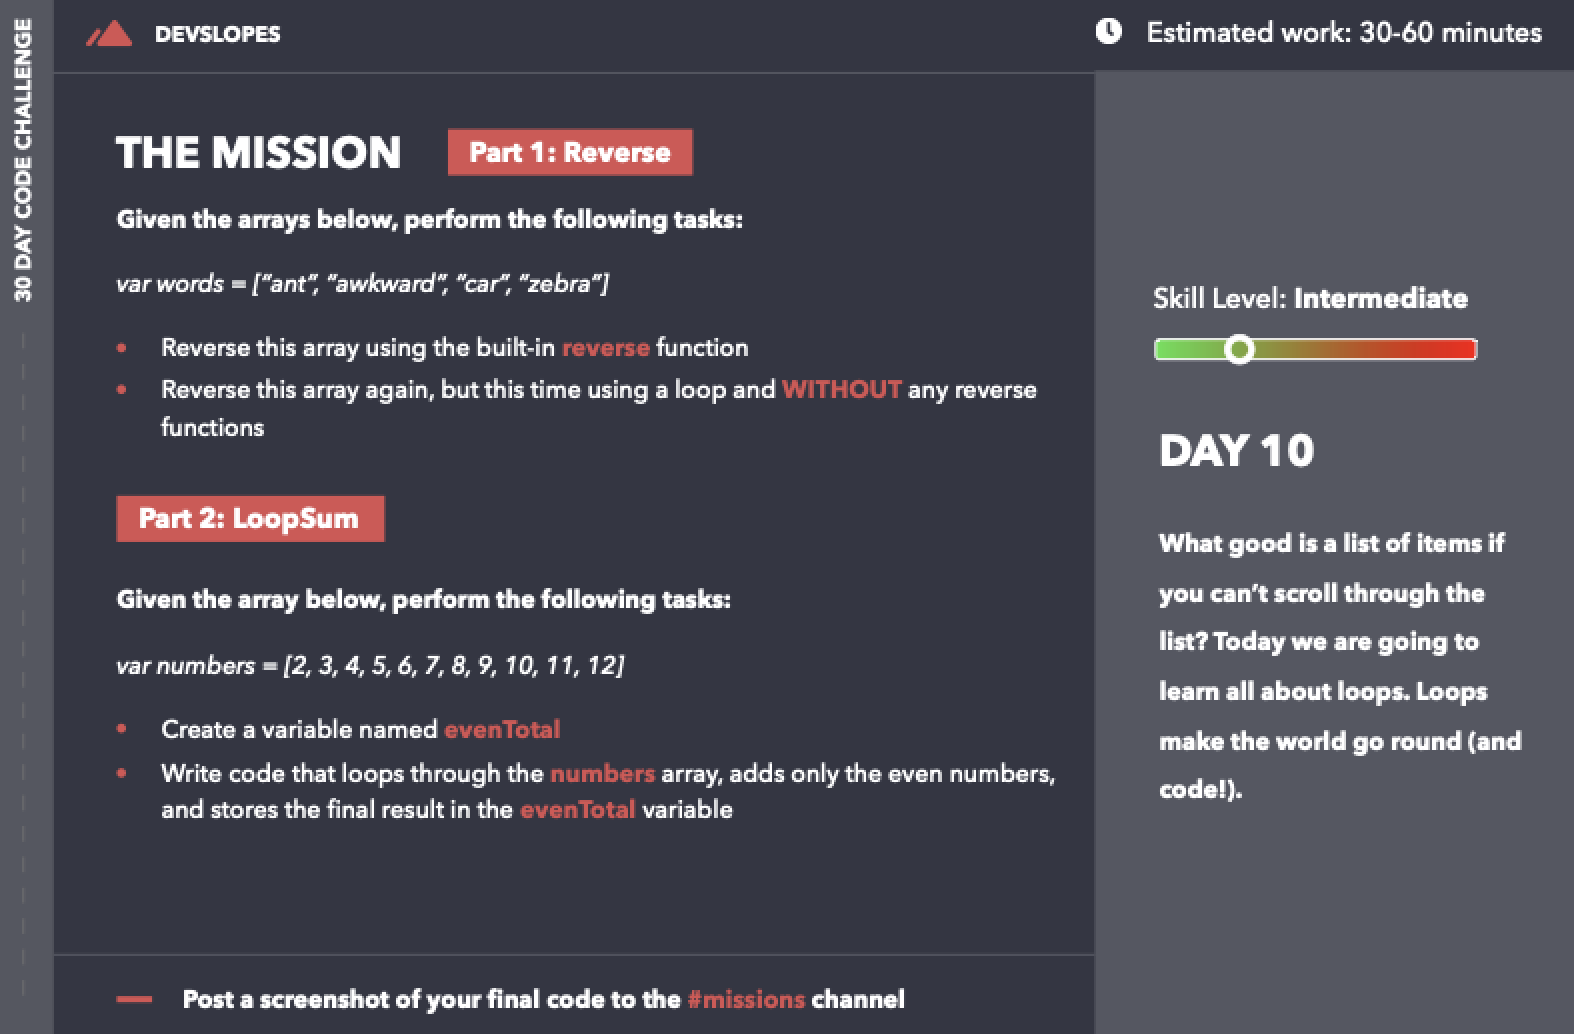 30 DAY CODE CHALLENGE
DEVSLOPES
Estimated work: 30-60 minutes
THE MISSION
Part 1: Reverse
Given the arrays below, perform the following tasks:
var words = [“ant”, “awkward”, “car”, “zebra”]
• Reverse this array using the built-in reverse function
• Reverse this array again, but this time using a loop and WITHOUT any reverse
functions
Part 2: LoopSum
Given the array below, perform the following tasks:
var numbers = [2, 3, 4, 5, 6, 7, 8, 9, 10, 11, 12]
• Create a variable named evenTotal
• Write code that loops through the numbers array, adds only the even numbers,
and stores the final result in the evenTotal variable
Post a screenshot of your final code to the #missions channel
Skill Level: Intermediate
DAY 10
What good is a list of items if
you can’t scroll through the
list? Today we are going to
learn all about loops. Loops
make the world go round (and
code!).